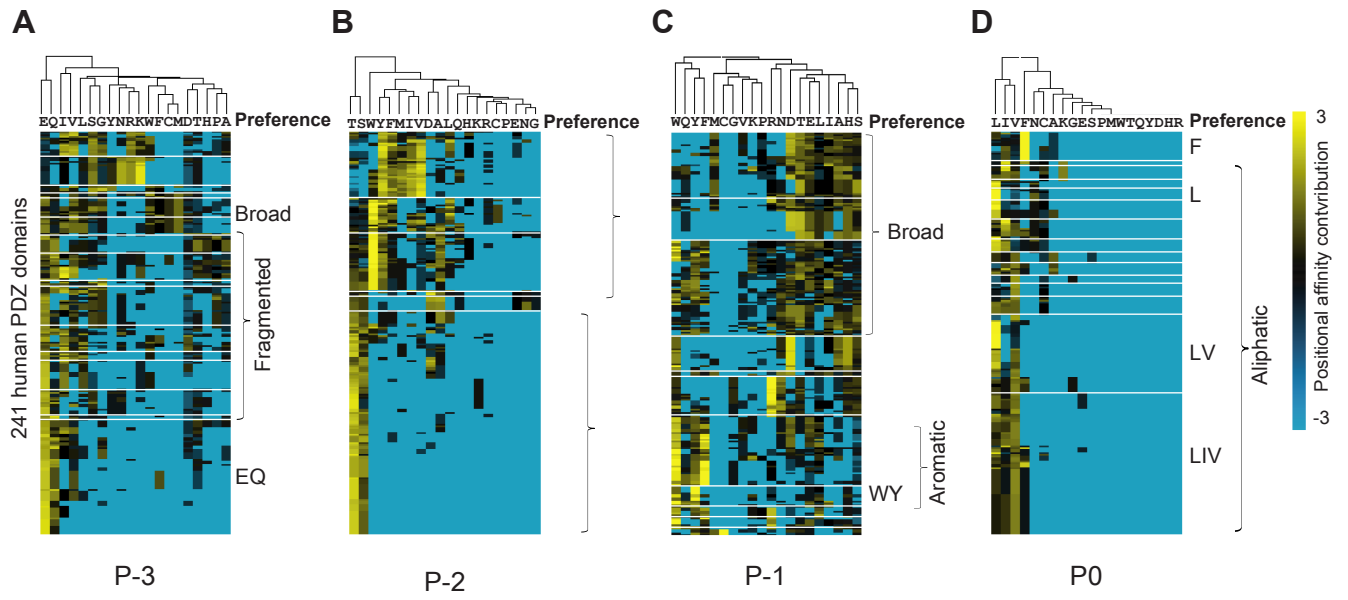 A
B
C
D
EQIVLSGYNRKWFCMDTHPA Preference
TSWYFMIVDALQHKRCPENG Preference
WQYFMCGVKPRNDTELIAHS Preference
LIVFNCAKGESPMWTQYDHR Preference
241 human PDZ domains
Broad
Fragmented
EQ
Broad
Aromatic
WY
F
L
LV
LIV
Aliphatic
3
Positional affinity contvribution
-3
P-3
P-2
P-1
P0